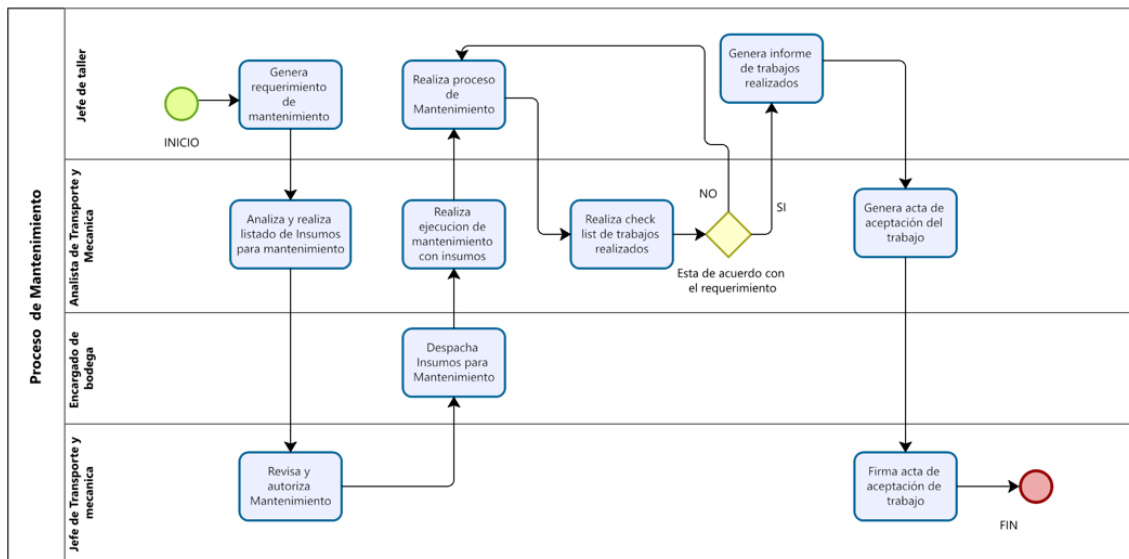 Proceso de Mantenimiento
Jefe de taller
INICIO
Genera
requerimiento
de
mantenimiento
Realiza proceso
de
Mantenimiento
Genera informe
de trabajos
realizados
Analista de Transporte y
Mecanica
Analiza y realiza
listado de Insumos
para mantenimiento
Realiza
ejecucion de
mantenimiento
con insumos
Realiza check
list de trabajos
realizados
NO
SI
Esta de acuerdo con
el requerimiento
Genera acta de
aceptación del
trabajo
Encargado de
bodega
Despacha
Insumos para
Mantenimiento
Jefe de Transporte y
mecanica
Revisa y
autoriza
Mantenimiento
Firma acta de
aceptación de
trabajo
FIN